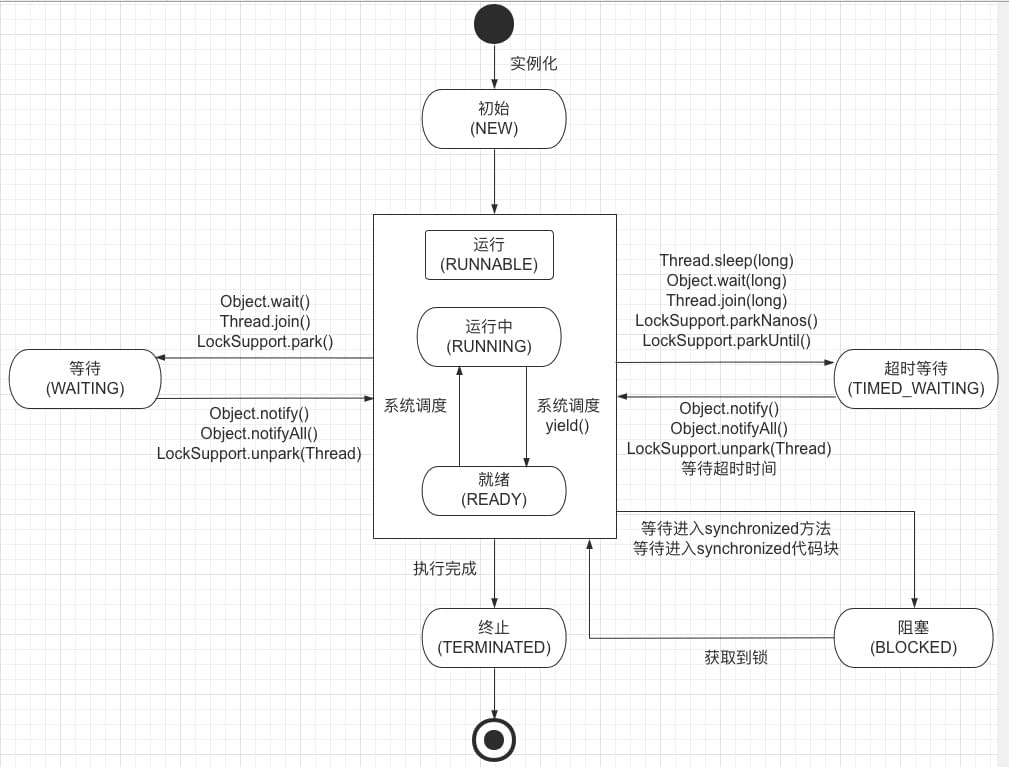 实例化
初始
(NEW)
运行
(RUNNABLE)
Thread.sleep(long)
Object.wait(long)
Thread.join(long)
LockSupport.parkNanos()
LockSupport.parkUntil()
Object.wait()
Thread.join()
LockSupport.park()
运行中
(RUNNING)
等待
(WAITING)
超时等待
(TIMED_WAITING)
系统调度
系统调度
yield()
Object.notify()
Object.notifyAll()
LockSupport.unpark(Thread)
Object.notify()
Object.notifyAll()
LockSupport.unpark(Thread)
等待超时时间
就绪
(READY)
等待进入synchronized方法
等待进入synchronized代码块
执行完成
终止
(TERMINATED)
阻塞
(BLOCKED)
获取到锁